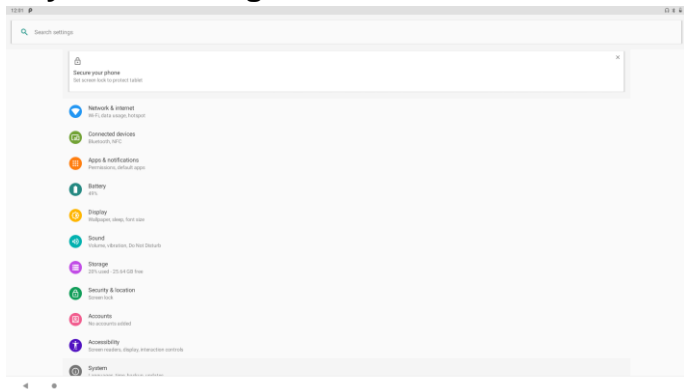 12:01
Search settings
Secure your phone
Set screen lock to protect tablet
Network & internet
Wi-Fi, data usage, hotspot
Connected devices
Bluetooth, NFC
Apps & notifications
Permissions, default apps
Battery
49%
Display
Wallpaper, sleep, font size
Sound
Volume, vibration, Do Not Disturb
Storage
20% used - 25.64 GB free
Security & location
Screen lock
Accounts
No accounts added
Accessibility
Screen readers, display, interaction controls
System